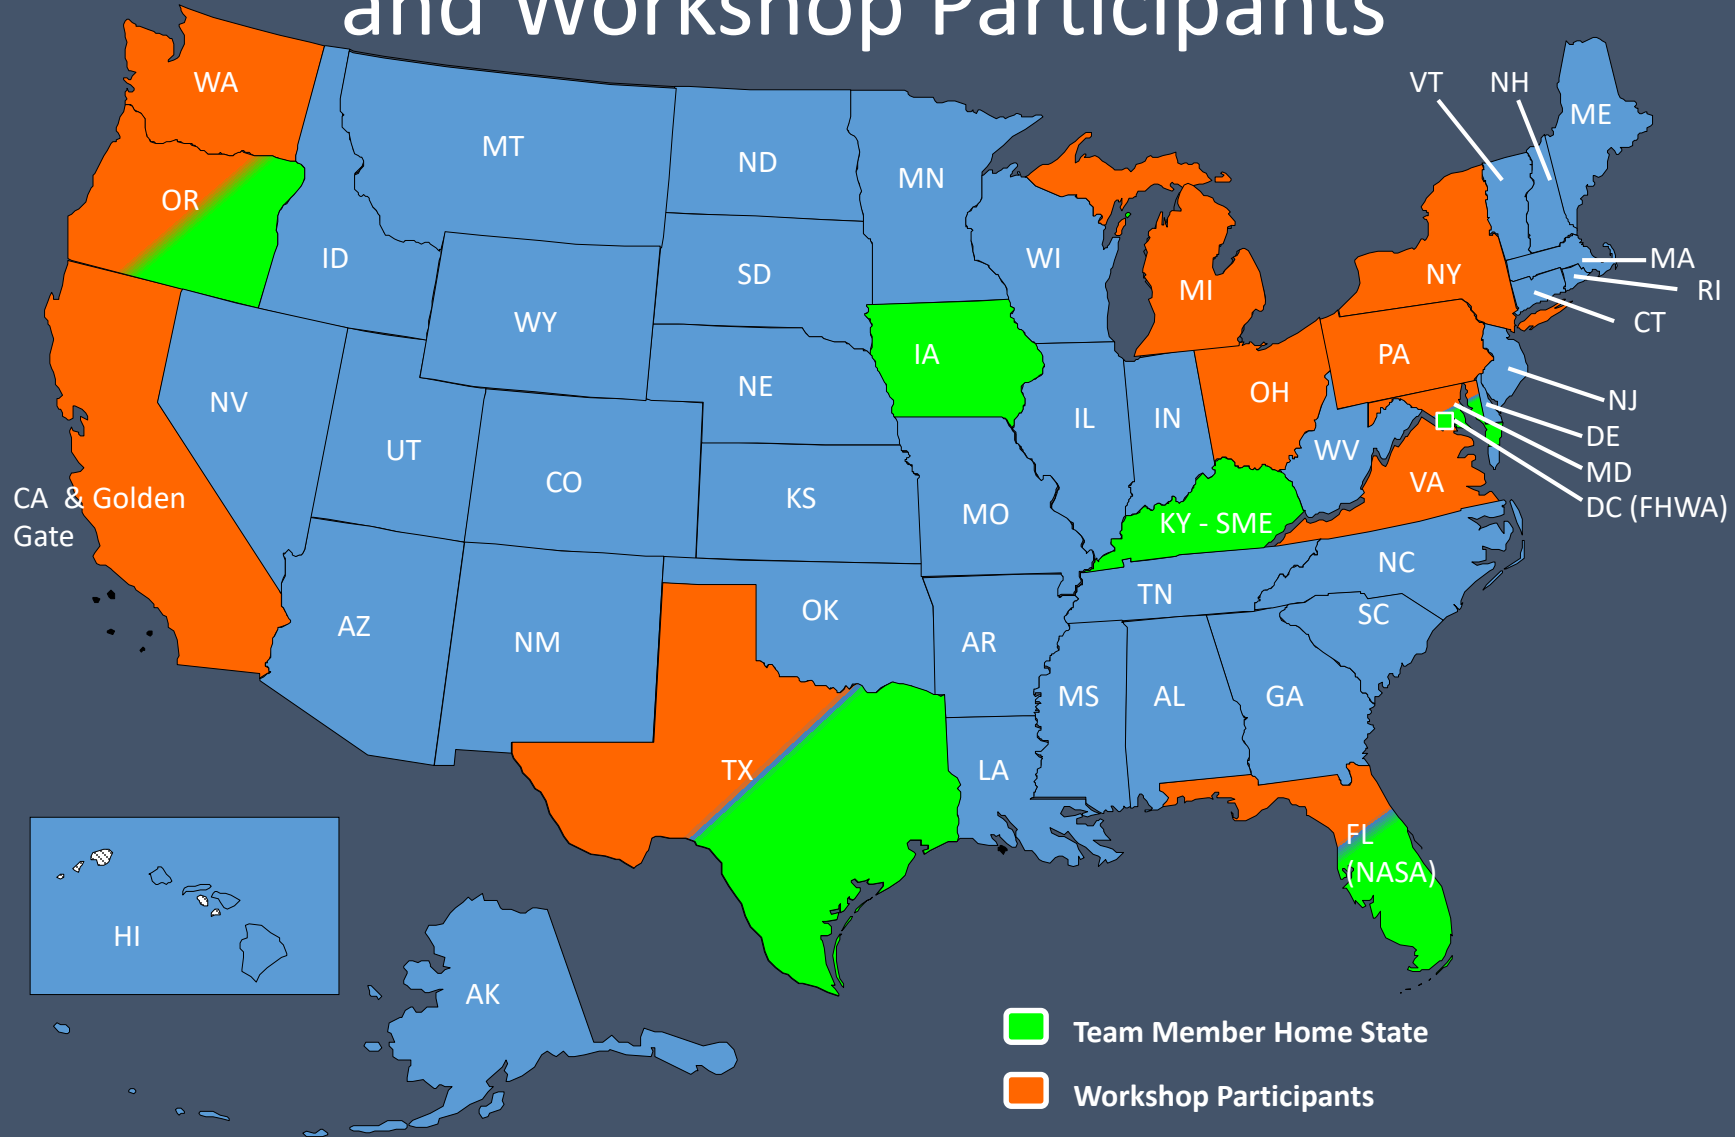 and Workshop Participants
WA
MT
ND
MN
VT
NH
ME
OR
ID
SD
WI
MI
NY
MA
RI
CT
WY
IA
PA
NV
NE
OH
NJ
UT
CO
IL
IN
WV
DE
MD
CA & Golden
Gate
KS
MO
KY - SME
VA
DC (FHWA)
AZ
NM
OK
AR
TN
NC
SC
TX
LA
MS
AL
GA
FL
(NASA)
HI
AK
Team Member Home State
Workshop Participants